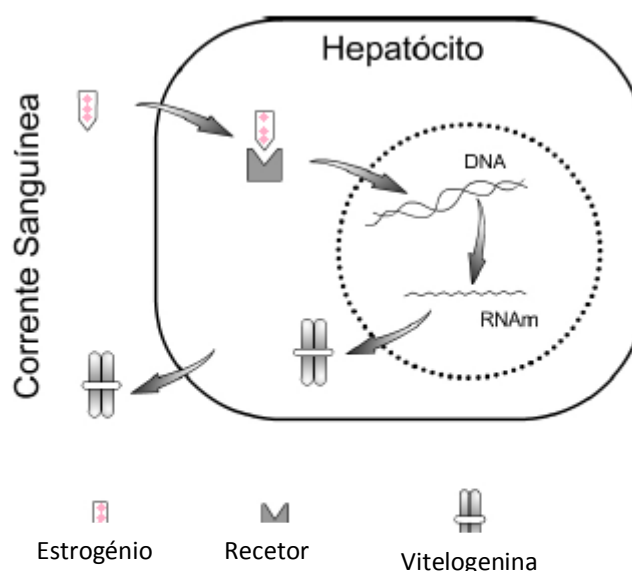 Hepatócito
Corrente Sanguínea
DNA
RNAm
Estrogénio
Recetor
Vitelogenina